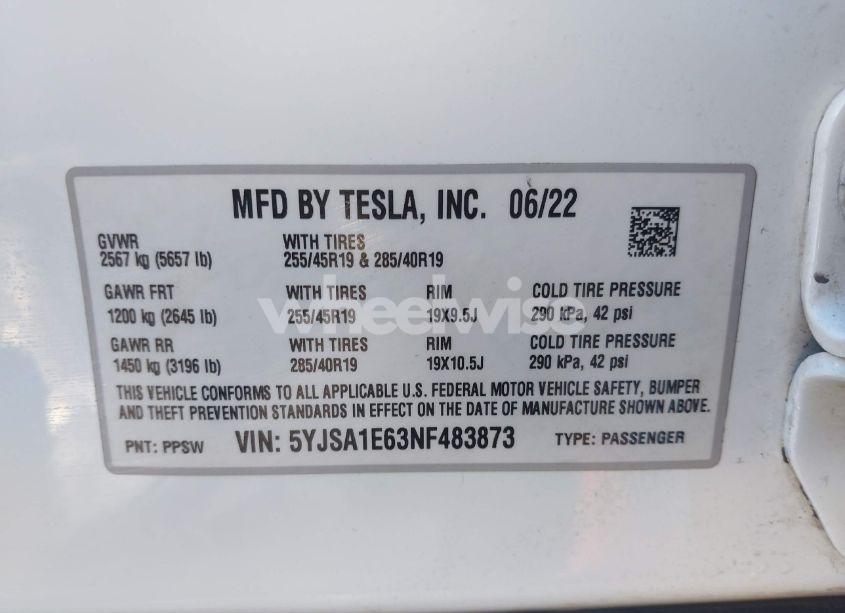 MFD BY TESLA, INC. 06/22
GVWR WITH TIRES
2567 kg (5657 lb) 255/45R19 & 285/40R19
GAWR FRT WITH TIRES RIM COLD TIRE PRESSURE
1200 kg (2645 lb) 255/45R19 19X9.5J 290 kPa, 42 psi
GAWR RR WITH TIRES RIM COLD TIRE PRESSURE
1450 kg (3196 lb) 285/40R19 19X10.5J 290 kPa, 42 psi
THIS VEHICLE CONFORMS TO ALL APPLICABLE U.S. FEDERAL MOTOR VEHICLE SAFETY, BUMPER
AND THEFT PREVENTION STANDARDS IN EFFECT ON THE DATE OF MANUFACTURE SHOWN ABOVE.
PNT: PPSW VIN: 5YJSA1E63NF483873 TYPE: PASSENGER
wheelwise